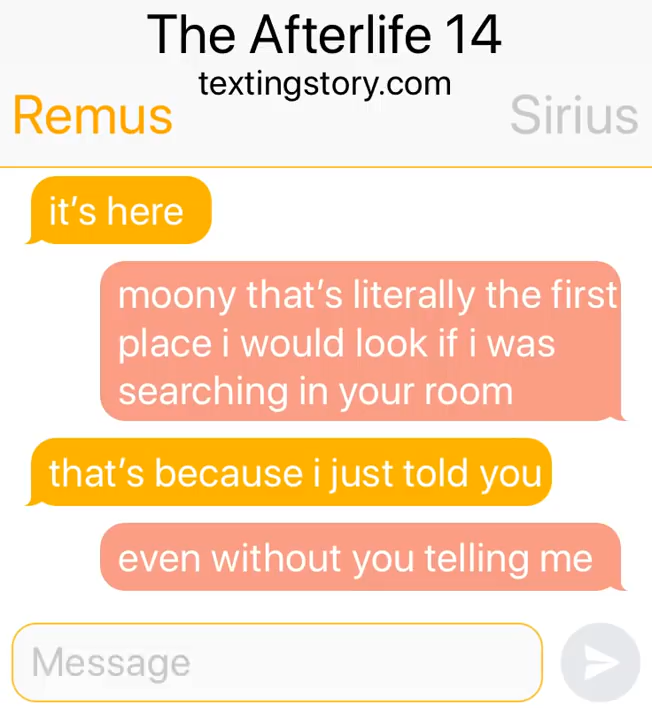 The Afterlife 14
textingstory.com
Remus Sirius
it's here
moony that's literally the first
place i would look if i was
searching in your room
that's because i just told you
even without you telling me
Message